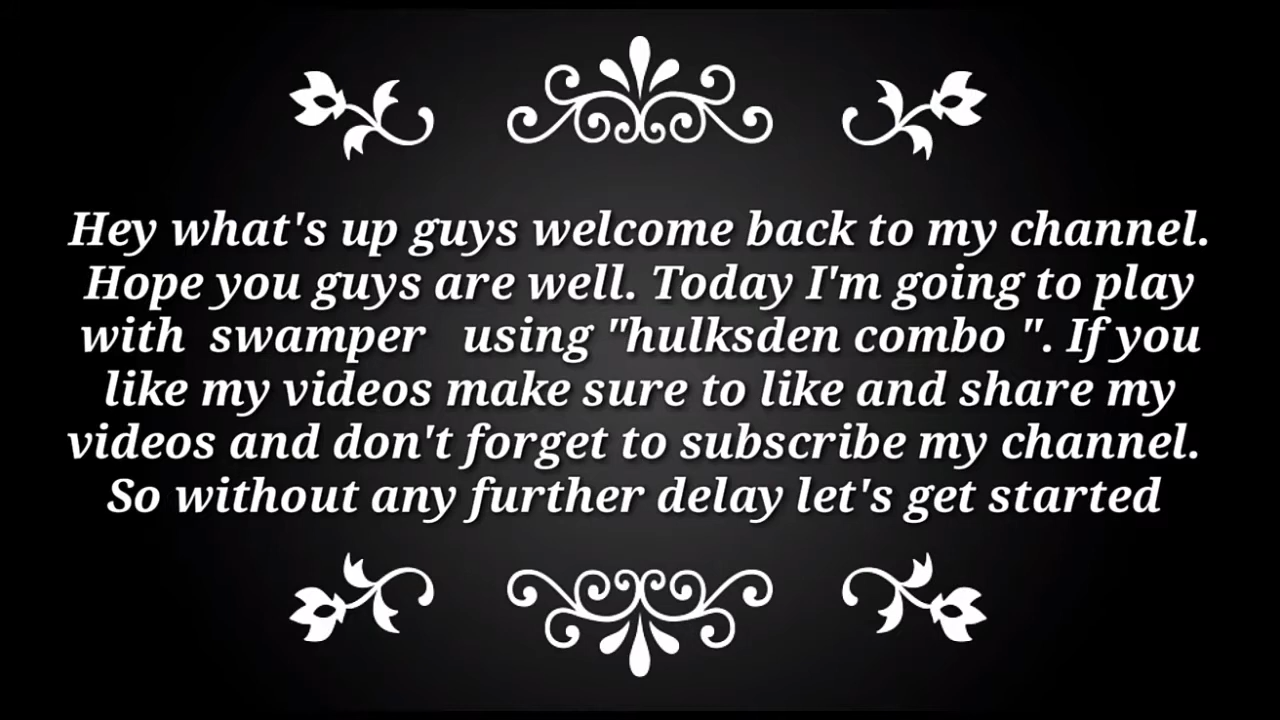 Hey what's up guys welcome back to my channel.
Hope you guys are well. Today I'm going to play
with  swamper   using "hulksden combo ". If you
like my videos make sure to like and share my
videos and don't forget to subscribe my channel.
So without any further delay let's get started